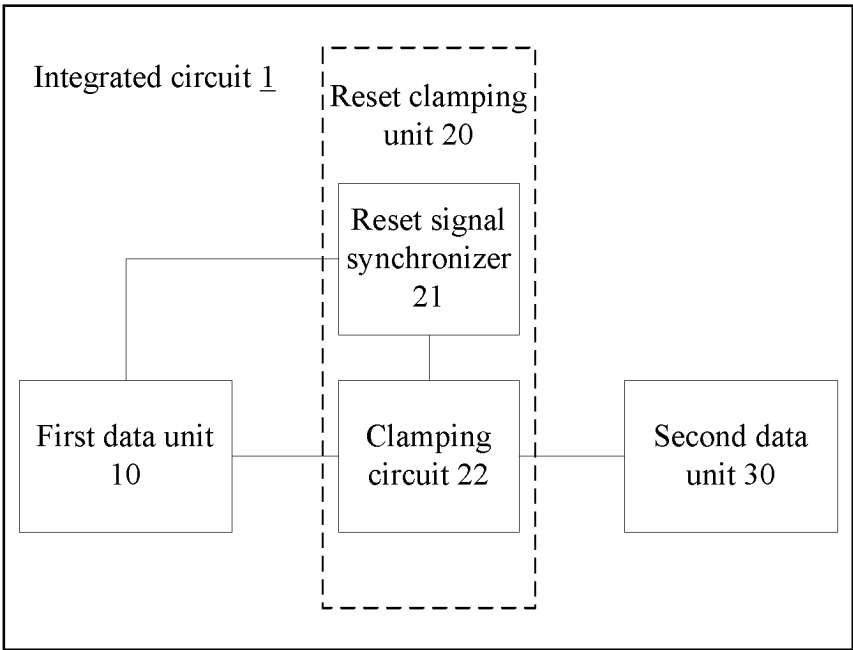 Integrated circuit 1
Reset clamping
unit 20
Reset signal
synchronizer
21
First data unit
10
Clamping
circuit 22
Second data
unit 30